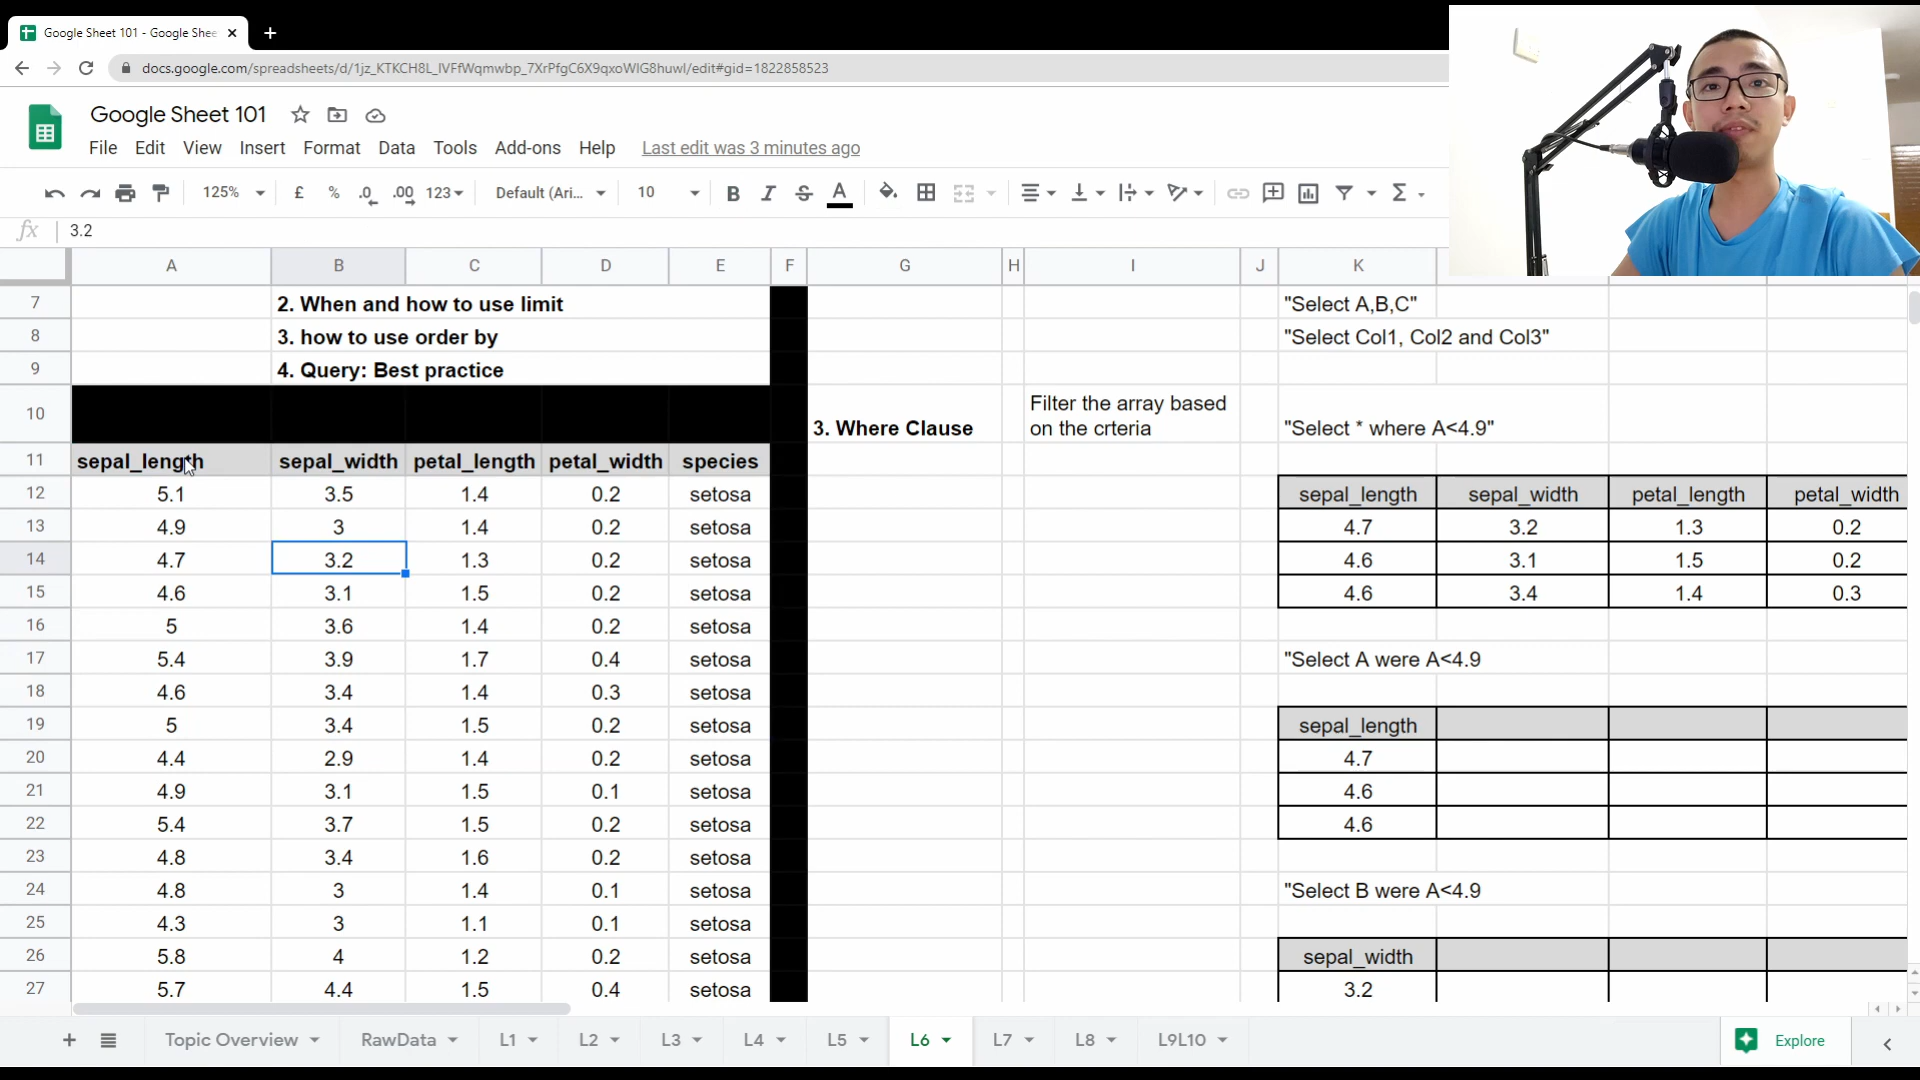 Google Sheet 101 - Google Shee
docs.google.com/spreadsheets/d/1jz_KTKCH8L_IVFfWqmwbp_7XrPfgC6X9qxoWIG8huwI/edit#gid=1822858523
Google Sheet 101
File Edit View Insert Format Data Tools Add-ons Help Last edit was 3 minutes ago
125% £ % .0 .00 123 Default (Ari... 10 B I S A Σ
fx 3.2
A B C D E F G H I J K
7 2. When and how to use limit "Select A,B,C"
8 3. how to use order by "Select Col1, Col2 and Col3"
9 4. Query: Best practice
10 3. Where Clause Filter the array based
on the crteria "Select * where A<4.9"
11 sepal_length sepal_width petal_length petal_width species
12 5.1 3.5 1.4 0.2 setosa sepal_length sepal_width petal_length petal_width
13 4.9 3 1.4 0.2 setosa 4.7 3.2 1.3 0.2
14 4.7 3.2 1.3 0.2 setosa 4.6 3.1 1.5 0.2
15 4.6 3.1 1.5 0.2 setosa 4.6 3.4 1.4 0.3
16 5 3.6 1.4 0.2 setosa
17 5.4 3.9 1.7 0.4 setosa "Select A were A<4.9
18 4.6 3.4 1.4 0.3 setosa
19 5 3.4 1.5 0.2 setosa sepal_length
20 4.4 2.9 1.4 0.2 setosa 4.7
21 4.9 3.1 1.5 0.1 setosa 4.6
22 5.4 3.7 1.5 0.2 setosa 4.6
23 4.8 3.4 1.6 0.2 setosa
24 4.8 3 1.4 0.1 setosa "Select B were A<4.9
25 4.3 3 1.1 0.1 setosa
26 5.8 4 1.2 0.2 setosa sepal_width
27 5.7 4.4 1.5 0.4 setosa 3.2
Topic Overview RawData L1 L2 L3 L4 L5 L6 L7 L8 L9L10 Explore